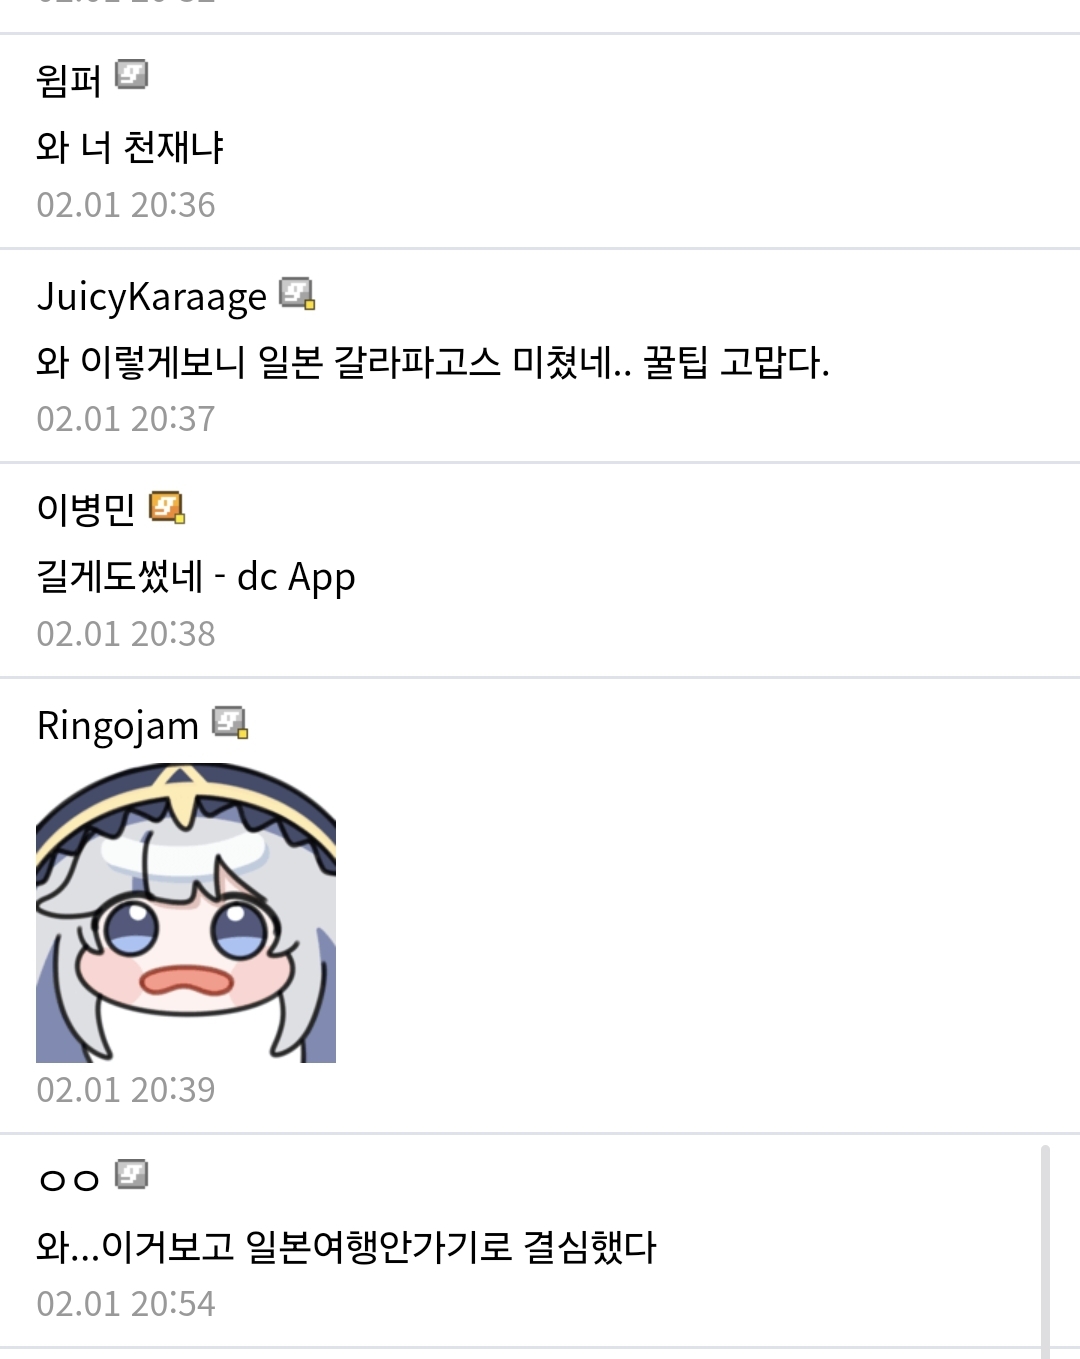 윔퍼
와 너 천재냐
02.01 20:36
JuicyKaraage
와 이렇게보니 일본 갈라파고스 미쳤네.. 꿀팁 고맙다.
02.01 20:37
이병민
길게도썼네 - dc App
02.01 20:38
Ringojam
02.01 20:39
ㅇㅇ
와...이거보고 일본여행안가기로 결심했다
02.01 20:54